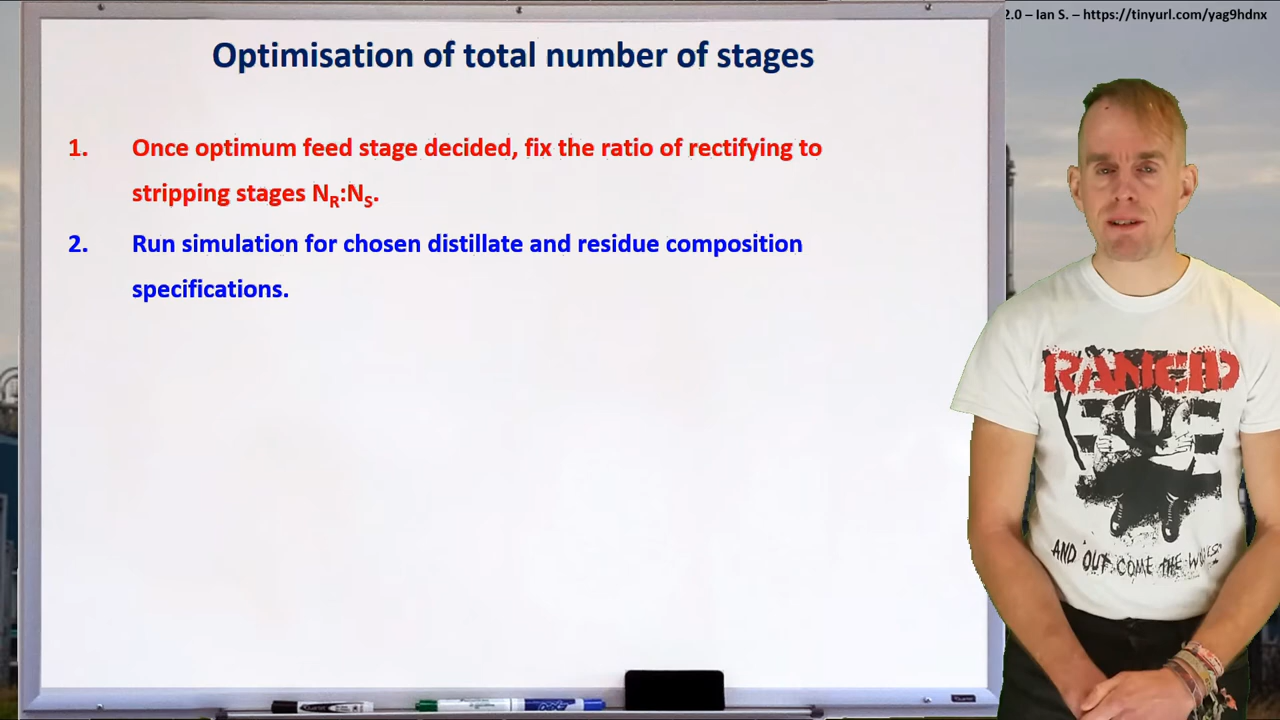 2.0 – Ian S. – https://tinyurl.com/yag9hdnx
Optimisation of total number of stages
1. Once optimum feed stage decided, fix the ratio of rectifying to
stripping stages NR:NS.
2. Run simulation for chosen distillate and residue composition
specifications.
RANCID
AND OUT COME THE